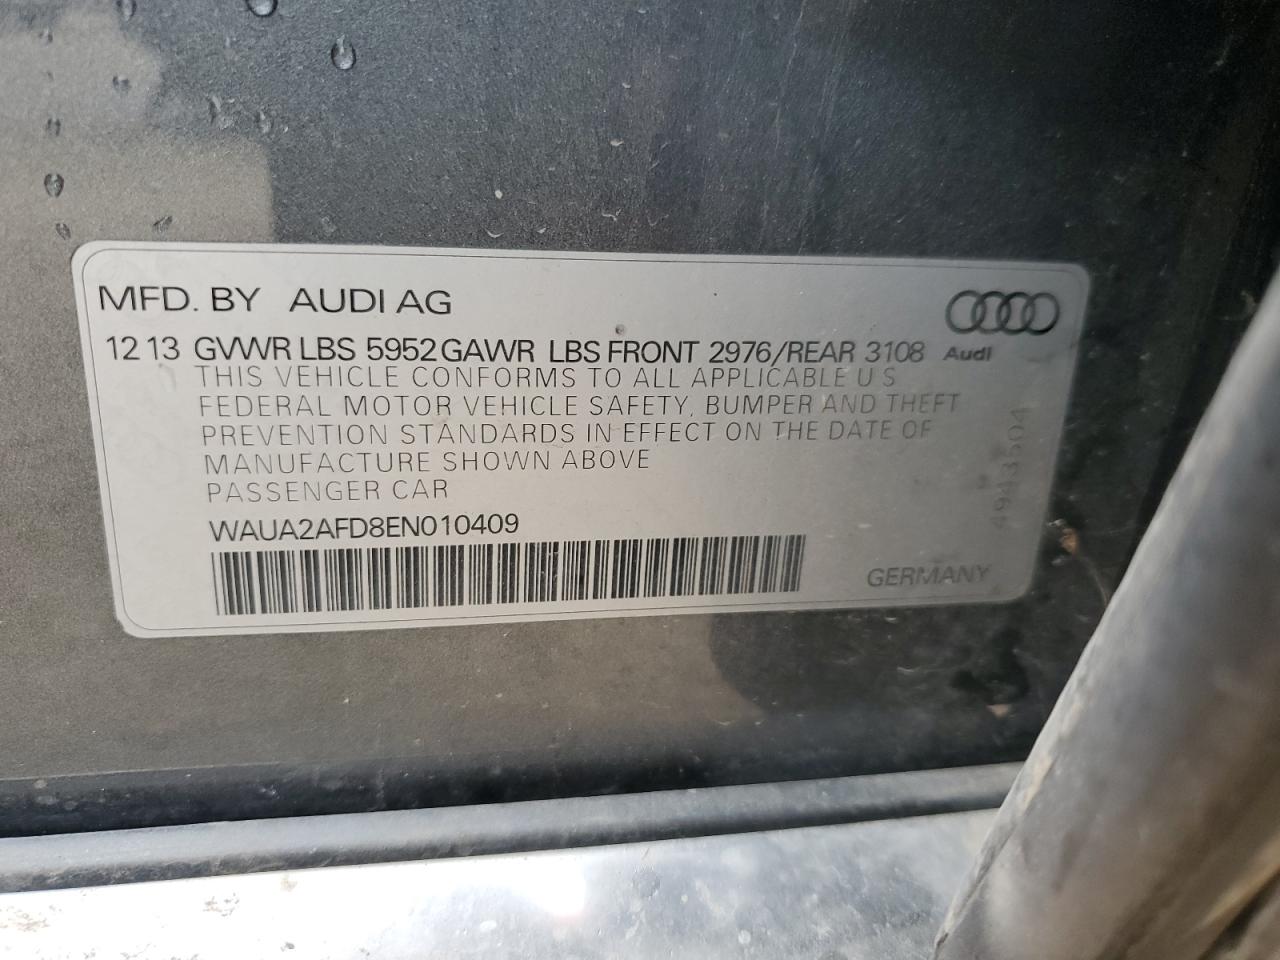 MFD. BY AUDI AG
12 13 GVWR LBS 5952 GAWR LBS FRONT 2976/REAR 3108
Audi
THIS VEHICLE CONFORMS TO ALL APPLICABLE U S
FEDERAL MOTOR VEHICLE SAFETY, BUMPER AND THEFT
PREVENTION STANDARDS IN EFFECT ON THE DATE OF
MANUFACTURE SHOWN ABOVE
PASSENGER CAR
WAUA2AFD8EN010409
GERMANY
4943504